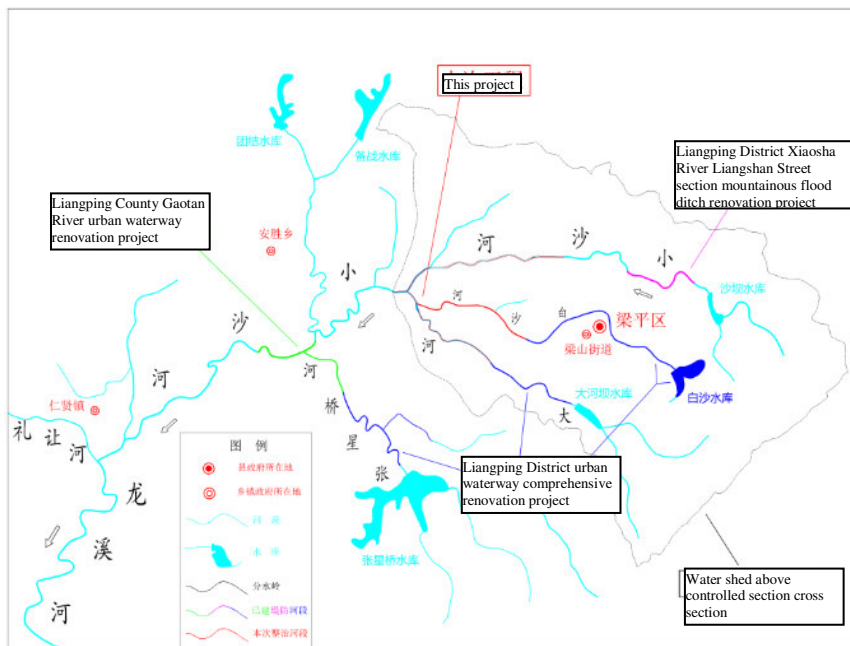 This project
团结水库
备战水库
Liangping District Xiaosha
River Liangshan Street
section mountainous flood
ditch renovation project
Liangping County Gaotan
River urban waterway
renovation project
安胜乡
小
河
沙
小
沙坝水库
河
沙
白
梁平区
梁山街道
沙
河
河
河
大河坝水库
大
白沙水库
仁贤镇
桥
星
张
礼让河
龙
溪
河
Liangping District urban
waterway comprehensive
renovation project
张星桥水库
图 例
县政府所在地
乡镇政府所在地
河 流
水 库
分水岭
已建堤防河段
本次整治河段
Water shed above
controlled section cross
section